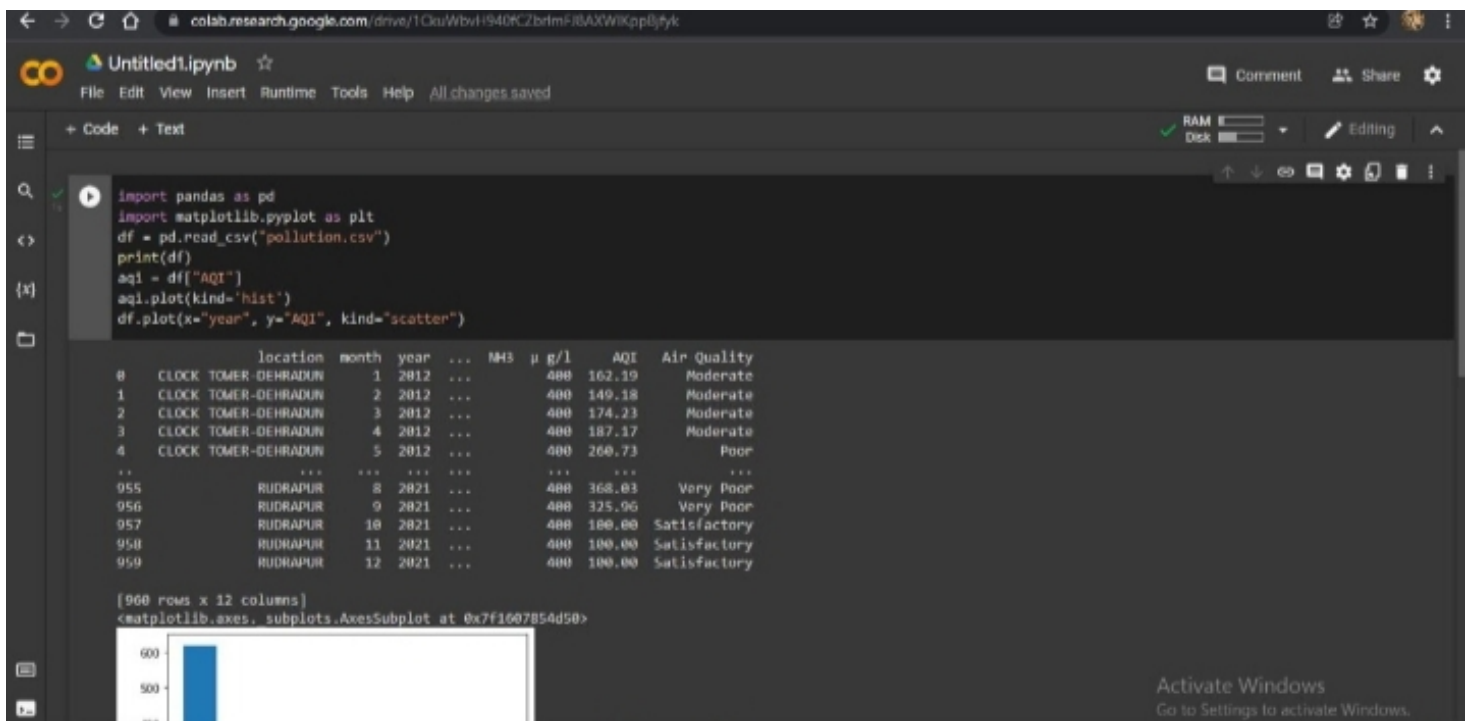 colab.research.google.com/drive/
Untitled1.ipynb
Comment Share
File Edit View Insert Runtime Tools Help All changes saved
+ Code + Text
RAM
Disk
Editing
import pandas as pd
import matplotlib.pyplot as plt
df = pd.read_csv("pollution.csv")
print(df)
aqi = df["AQI"]
aqi.plot(kind='hist')
df.plot(x="year", y="AQI", kind="scatter")
location month year ... NH3 µ g/l AQI Air Quality
0 CLOCK TOWER-DEHRADUN 1 2012 ... 400 162.19 Moderate
1 CLOCK TOWER-DEHRADUN 2 2012 ... 400 149.18 Moderate
2 CLOCK TOWER-DEHRADUN 3 2012 ... 400 174.23 Moderate
3 CLOCK TOWER-DEHRADUN 4 2012 ... 400 187.17 Moderate
4 CLOCK TOWER-DEHRADUN 5 2012 ... 400 260.73 Poor
.. ... ... ... ... ... ... ...
955 RUDRAPUR 8 2021 ... 400 368.03 Very Poor
956 RUDRAPUR 9 2021 ... 400 325.96 Very Poor
957 RUDRAPUR 10 2021 ... 400 100.00 Satisfactory
958 RUDRAPUR 11 2021 ... 400 100.00 Satisfactory
959 RUDRAPUR 12 2021 ... 400 100.00 Satisfactory
[960 rows x 12 columns]
<matplotlib.axes._subplots.AxesSubplot at 0x7f1607854d50>
600
500
Activate Windows
Go to Settings to activate Windows.